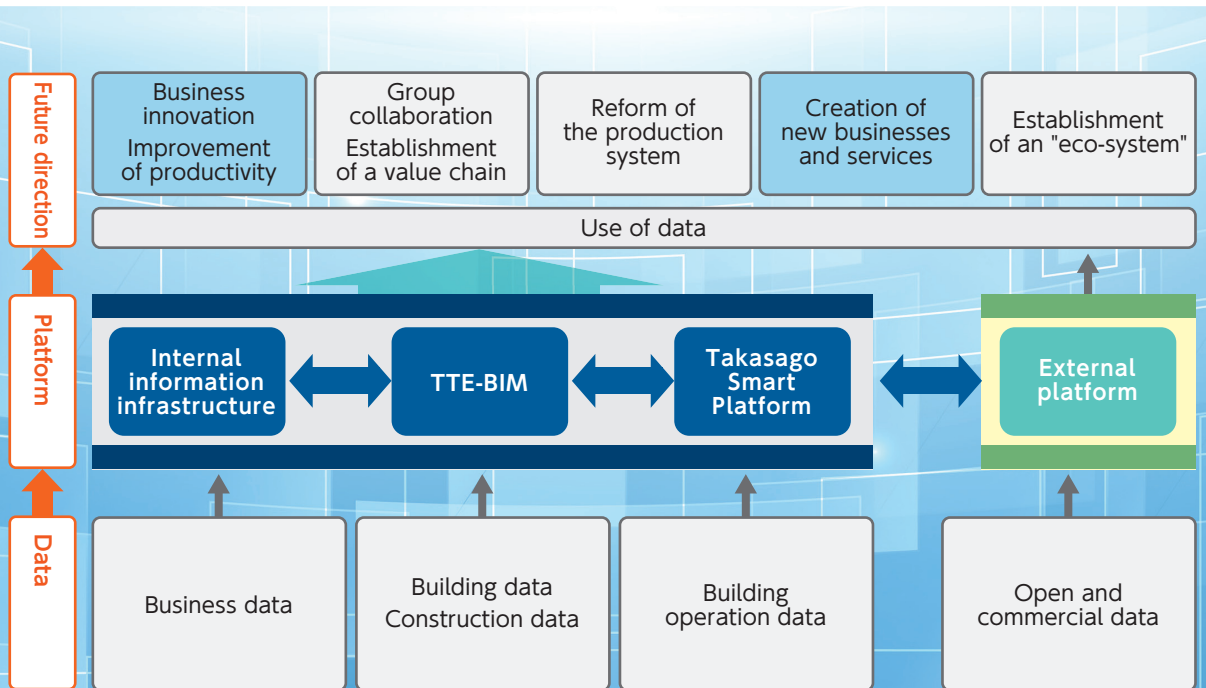 Future direction
Business
innovation
Improvement
of productivity
Group
collaboration
Establishment
of a value chain
Reform of
the production
system
Creation of
new businesses
and services
Establishment
of an "eco-system"
Use of data
Platform
Internal
information
infrastructure
TTE-BIM
Takasago
Smart
Platform
External
platform
Data
Business data
Building data
Construction data
Building
operation data
Open and
commercial data